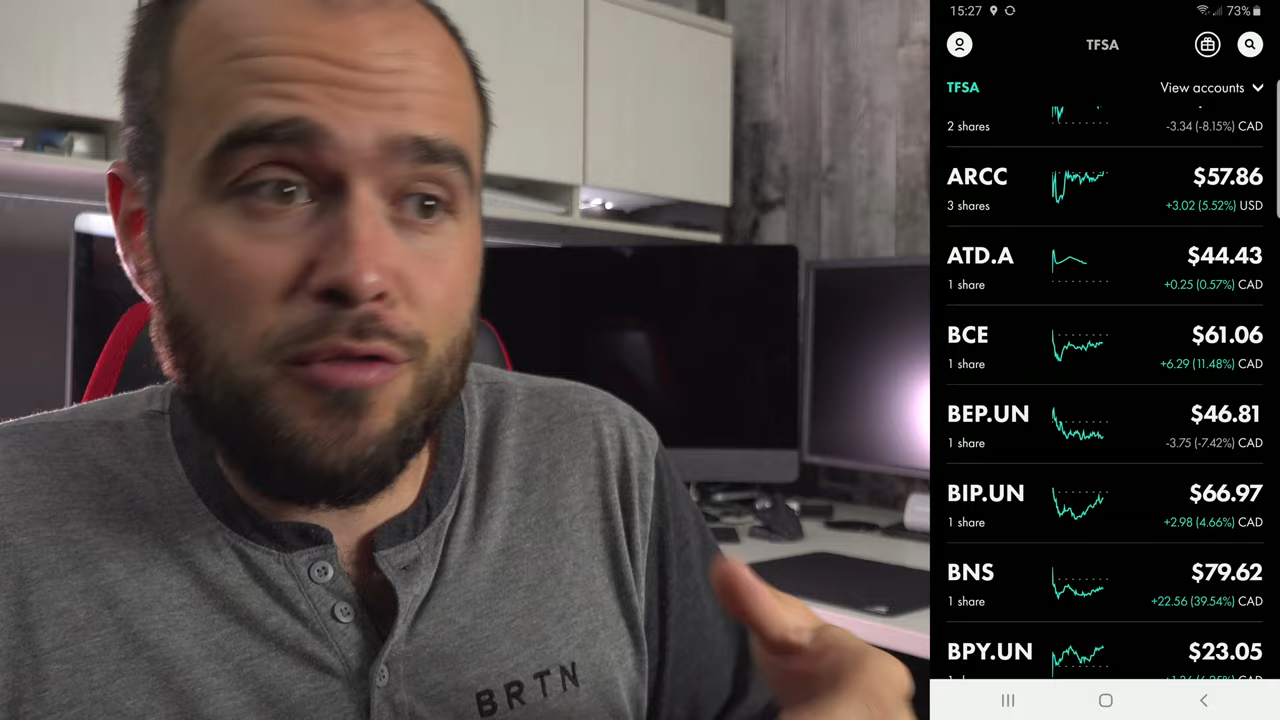 15:27
73%
TFSA
TFSA
View accounts
2 shares
-3.34 (-8.15%) CAD
ARCC
$57.86
3 shares
+3.02 (5.52%) USD
ATD.A
$44.43
1 share
+0.25 (0.57%) CAD
BCE
$61.06
1 share
+6.29 (11.48%) CAD
BEP.UN
$46.81
1 share
-3.75 (-7.42%) CAD
BIP.UN
$66.97
1 share
+2.98 (4.66%) CAD
BNS
$79.62
1 share
+22.56 (39.54%) CAD
BPY.UN
$23.05
BRTN